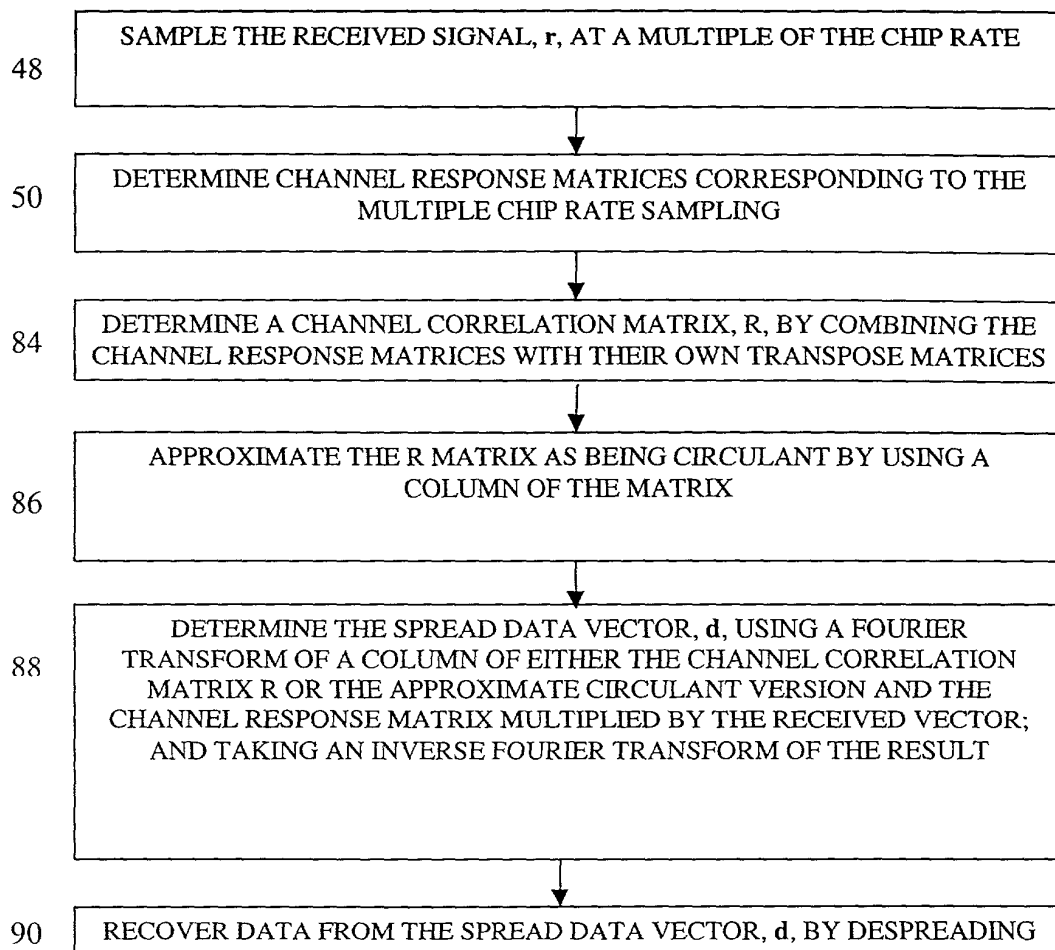 48
SAMPLE THE RECEIVED SIGNAL, r, AT A MULTIPLE OF THE CHIP RATE
50
DETERMINE CHANNEL RESPONSE MATRICES CORRESPONDING TO THE
MULTIPLE CHIP RATE SAMPLING
84
DETERMINE A CHANNEL CORRELATION MATRIX, R, BY COMBINING THE
CHANNEL RESPONSE MATRICES WITH THEIR OWN TRANSPOSE MATRICES
86
APPROXIMATE THE R MATRIX AS BEING CIRCULANT BY USING A
COLUMN OF THE MATRIX
88
DETERMINE THE SPREAD DATA VECTOR, d, USING A FOURIER
TRANSFORM OF A COLUMN OF EITHER THE CHANNEL CORRELATION
MATRIX R OR THE APPROXIMATE CIRCULANT VERSION AND THE
CHANNEL RESPONSE MATRIX MULTIPLIED BY THE RECEIVED VECTOR;
AND TAKING AN INVERSE FOURIER TRANSFORM OF THE RESULT
90
RECOVER DATA FROM THE SPREAD DATA VECTOR, d, BY DESPREADING